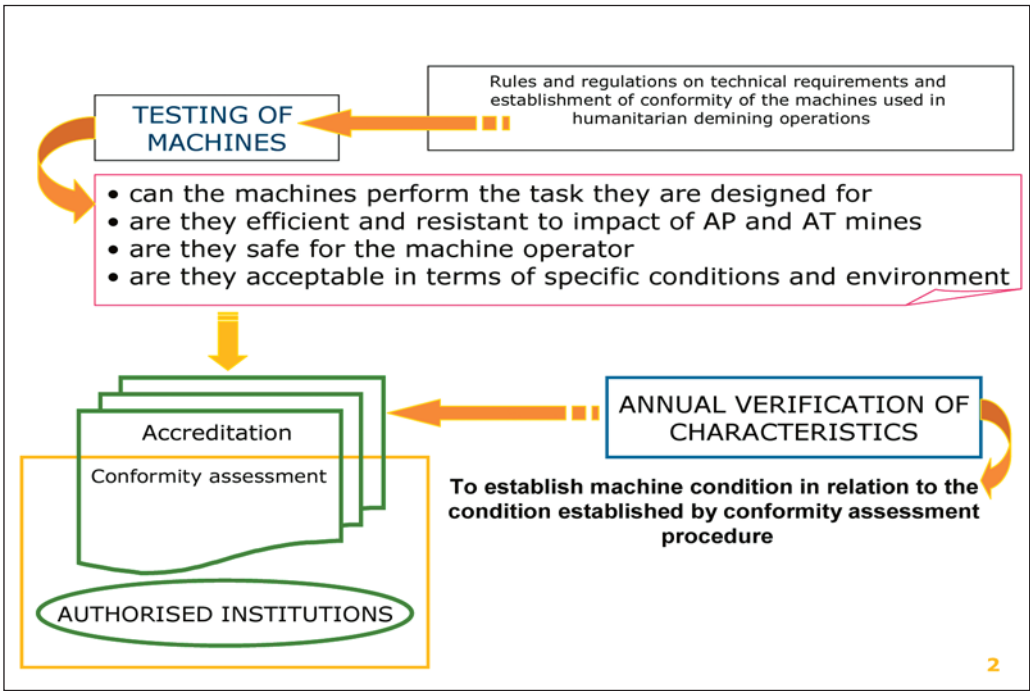 Rules and regulations on technical requirements and
establishment of conformity of the machines used in
humanitarian demining operations
TESTING OF
MACHINES
• can the machines perform the task they are designed for
• are they efficient and resistant to impact of AP and AT mines
• are they safe for the machine operator
• are they acceptable in terms of specific conditions and environment
Accreditation
Conformity assessment
AUTHORISED INSTITUTIONS
ANNUAL VERIFICATION OF
CHARACTERISTICS
To establish machine condition in relation to the
condition established by conformity assessment
procedure
2